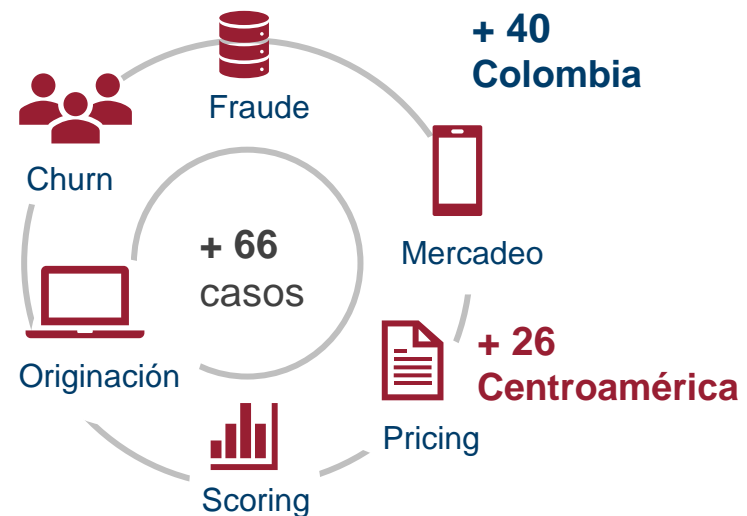 + 40
Colombia
Fraude
Churn
Mercadeo
+ 66
casos
+ 26
Centroamérica
Originación
Pricing
Scoring